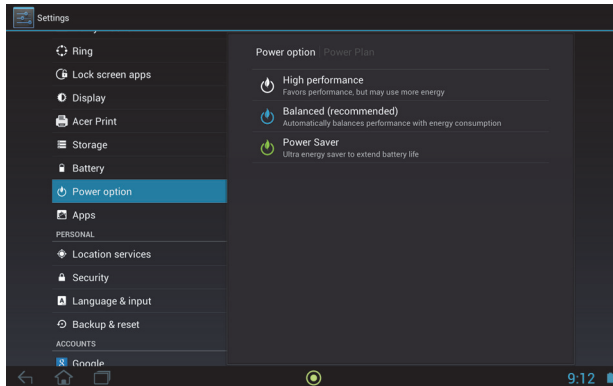 Settings
Ring
Lock screen apps
Display
Acer Print
Storage
Battery
Power option
Apps
PERSONAL
Location services
Security
Language & input
Backup & reset
ACCOUNTS
Google
Power option Power Plan
High performance
Favors performance, but may use more energy
Balanced (recommended)
Automatically balances performance with energy consumption
Power Saver
Ultra energy saver to extend battery life
9:12